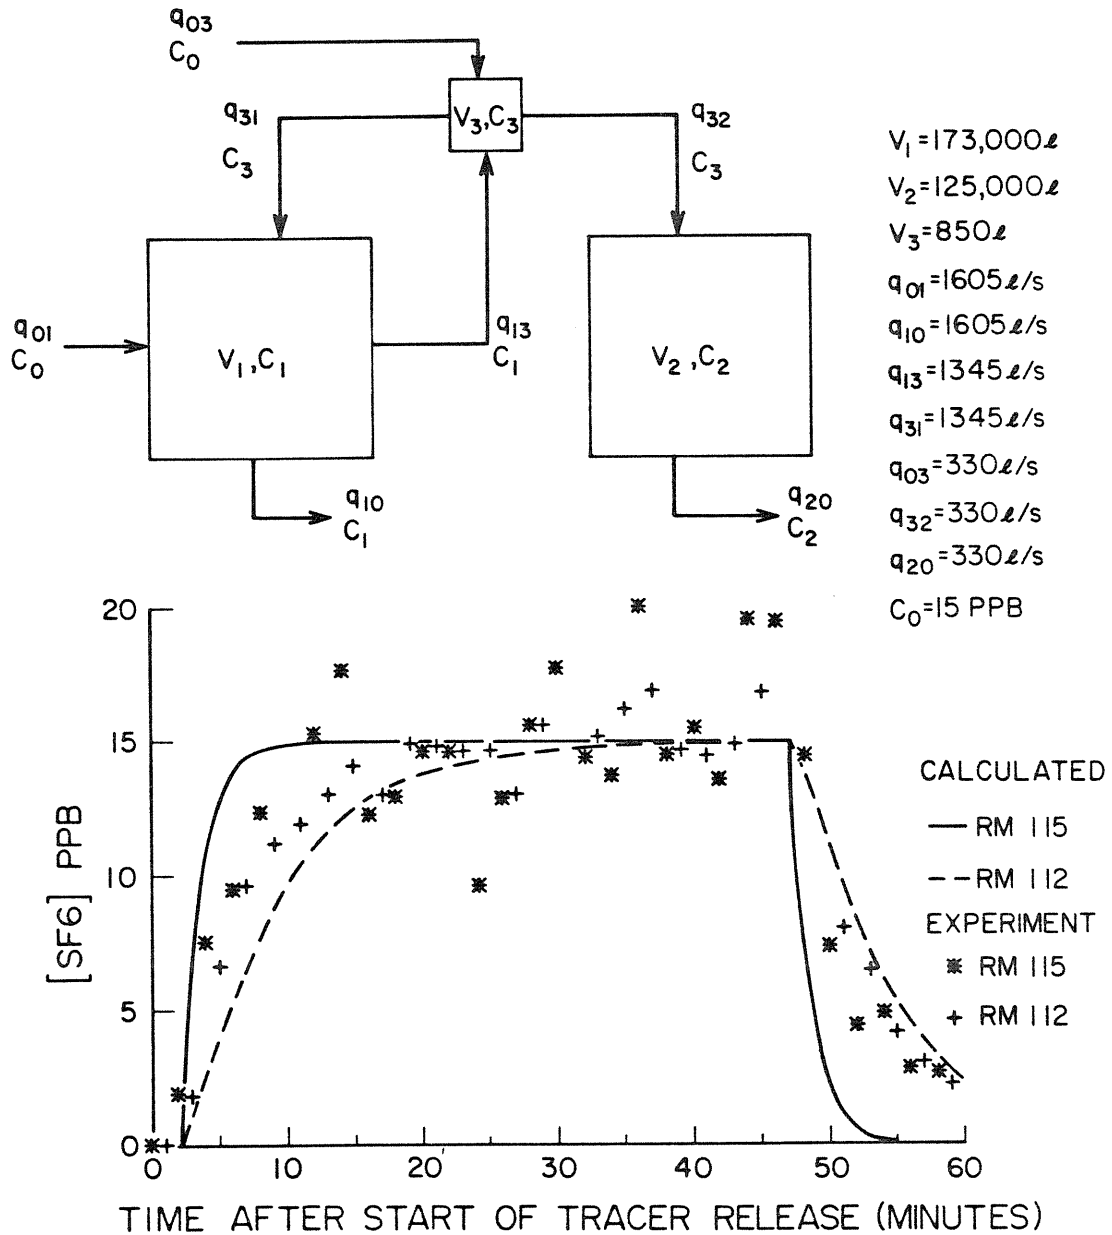 q03
C0
q31
C3
V3,C3
q32
C3
q01
C0
V1,C1
q13
C1
V2,C2
q10
C1
q20
C2
V1=173,000ℓ
V2=125,000ℓ
V3=850ℓ
q01=1605ℓ/s
q10=1605ℓ/s
q13=1345ℓ/s
q31=1345ℓ/s
q03=330ℓ/s
q32=330ℓ/s
q20=330ℓ/s
C0=15 PPB
[SF6] PPB
20
15
10
5
0
0 10 20 30 40 50 60
TIME AFTER START OF TRACER RELEASE (MINUTES)
CALCULATED
RM 115
RM 112
EXPERIMENT
RM 115
RM 112